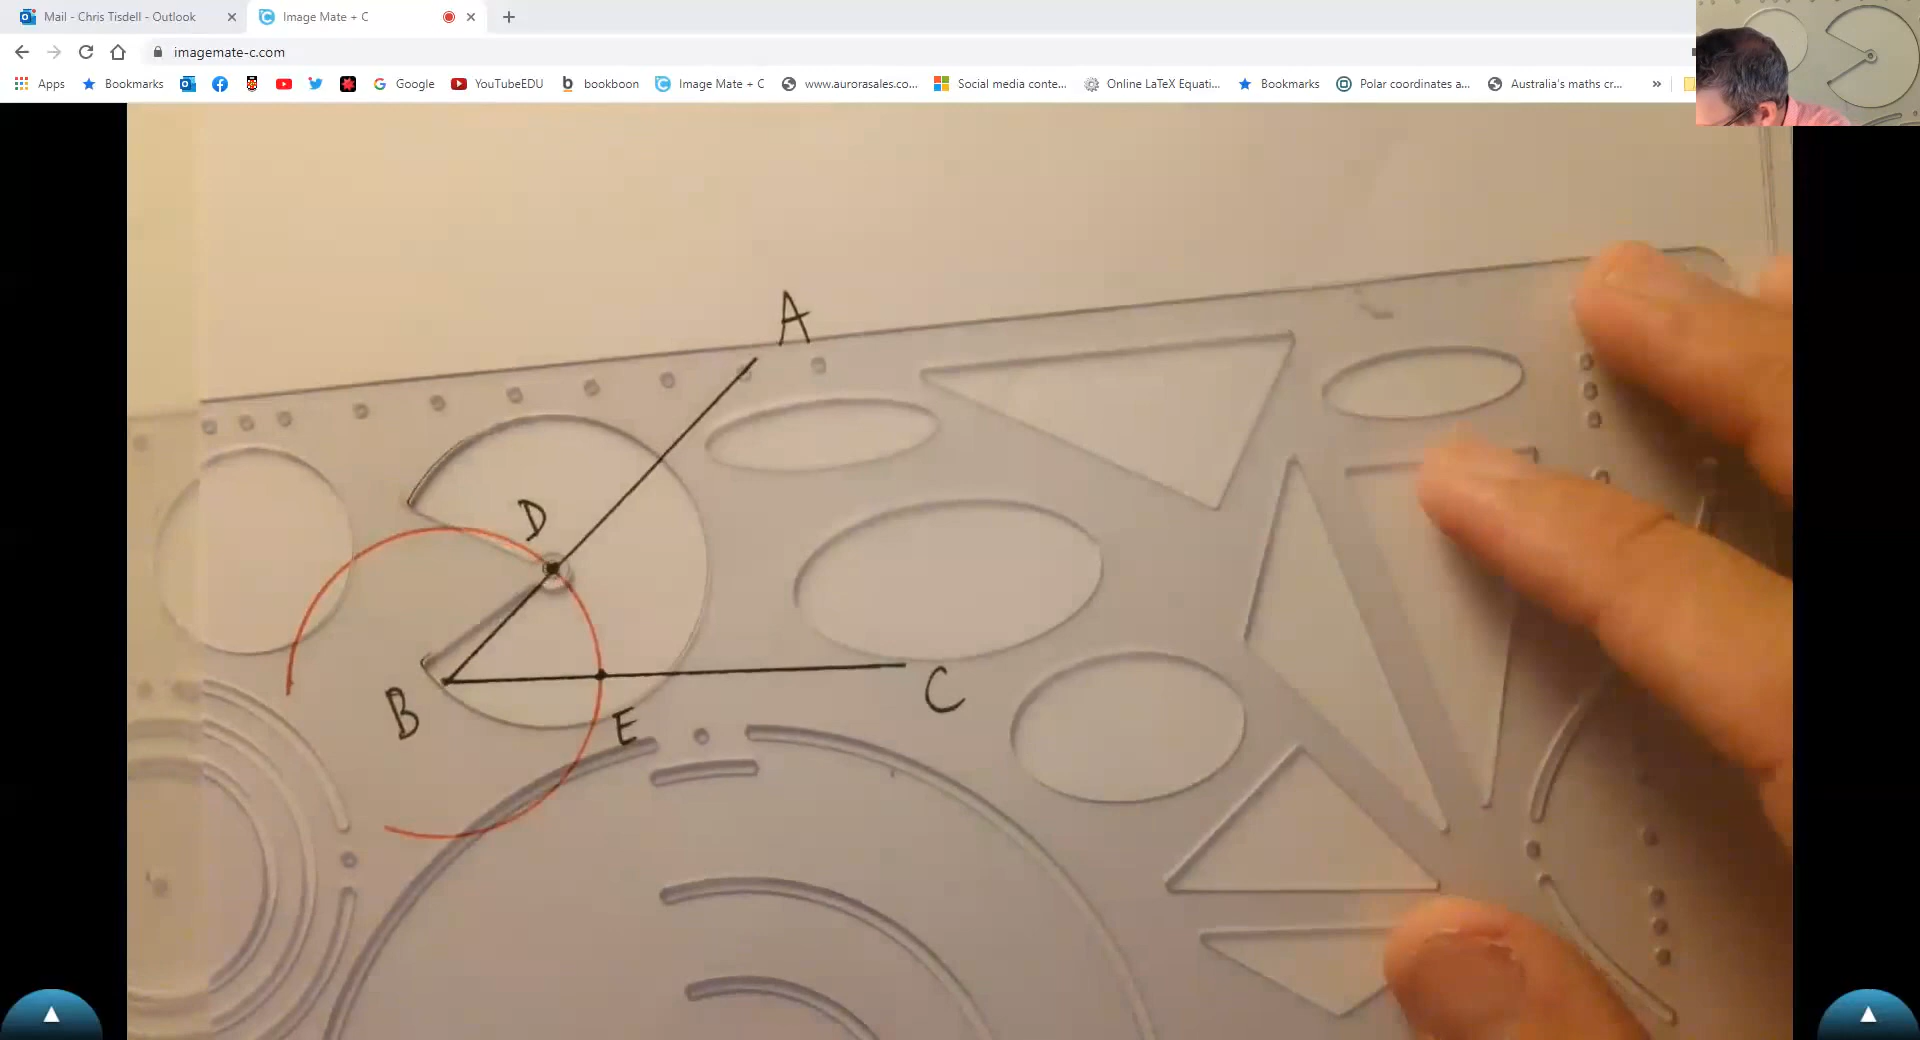 Mail - Chris Tisdell - Outlook
Image Mate + C
imagemate-c.com
Apps
Bookmarks
Google
YouTubeEDU
bookboon
Image Mate + C
www.aurorasales.co...
Social media conte...
Online LaTeX Equati...
Bookmarks
Polar coordinates a...
Australia's maths cr...
A
D
B
E
C